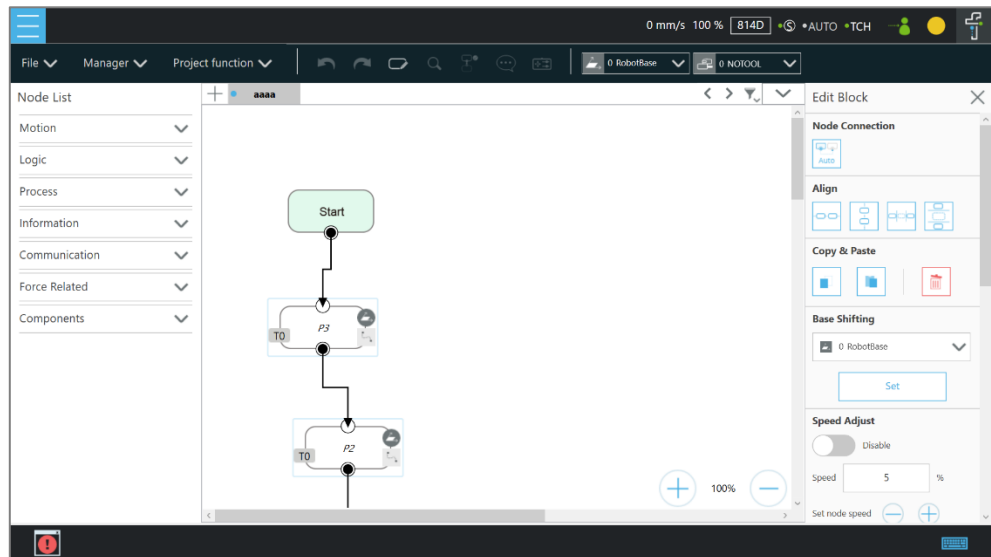 0 mm/s 100 % 814D Ⓢ AUTO TCH
File Manager Project function 0 RobotBase 0 NOTOOL
Node List
aaaa
Edit Block
Motion
Logic
Process
Information
Communication
Force Related
Components
Start
T0 P3
T0 P2
100%
Node Connection
Auto
Align
Copy & Paste
Base Shifting
0 RobotBase
Set
Speed Adjust
Disable
Speed 5 %
Set node speed